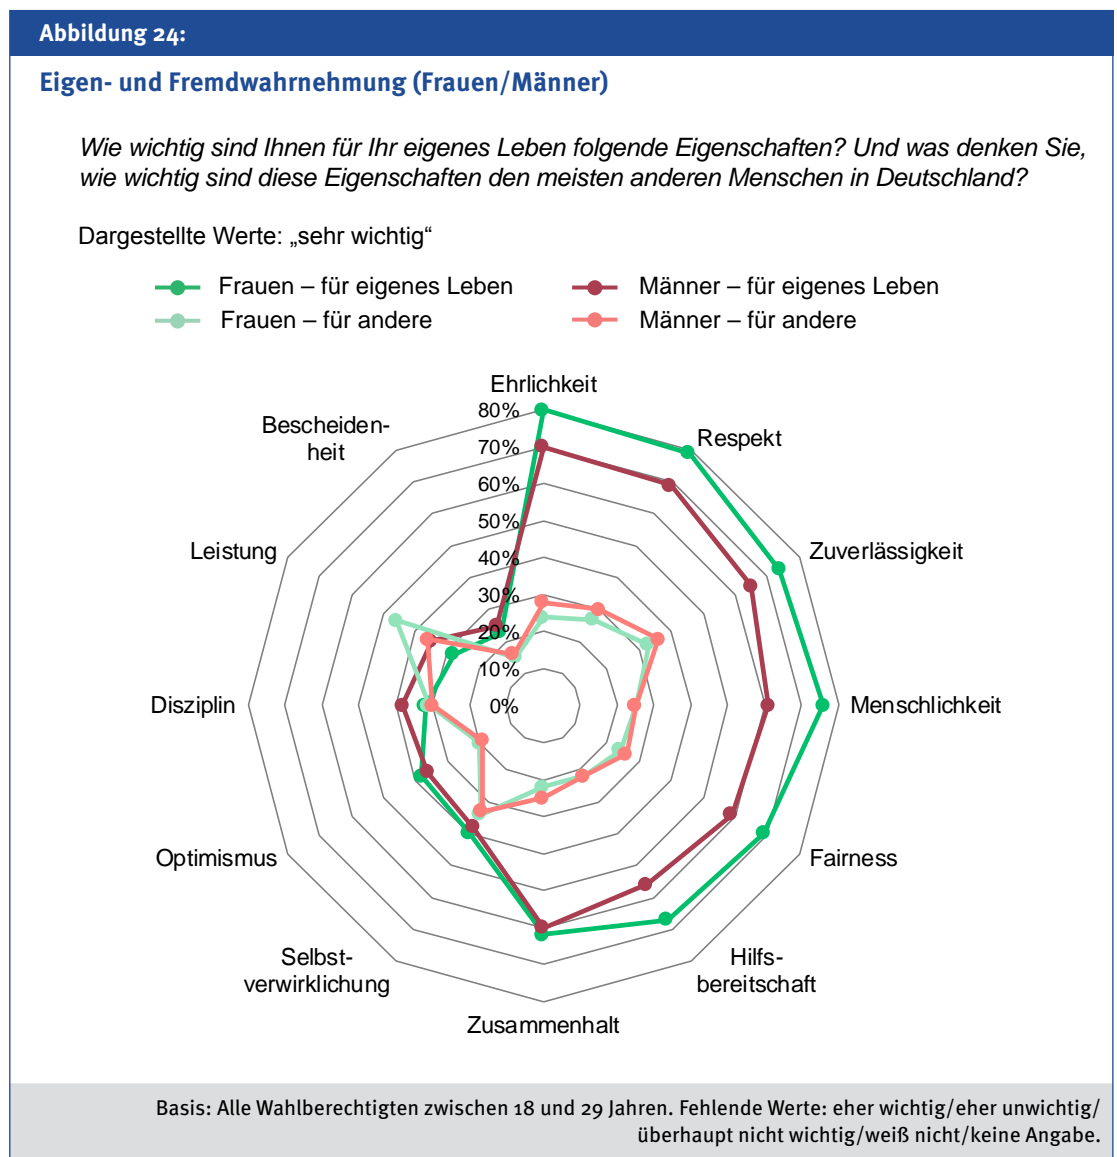 Abbildung 24:
Eigen- und Fremdwahrnehmung (Frauen/Männer)
Wie wichtig sind Ihnen für Ihr eigenes Leben folgende Eigenschaften? Und was denken Sie,
wie wichtig sind diese Eigenschaften den meisten anderen Menschen in Deutschland?
Dargestellte Werte: „sehr wichtig“
Frauen – für eigenes Leben
Männer – für eigenes Leben
Frauen – für andere
Männer – für andere
Ehrlichkeit
80%
70%
60%
50%
40%
30%
20%
10%
0%
Respekt
Zuverlässigkeit
Menschlichkeit
Fairness
Hilfs-
bereitschaft
Zusammenhalt
Selbst-
verwirklichung
Optimismus
Disziplin
Leistung
Bescheiden-
heit
Basis: Alle Wahlberechtigten zwischen 18 und 29 Jahren. Fehlende Werte: eher wichtig/eher unwichtig/
überhaupt nicht wichtig/weiß nicht/keine Angabe.